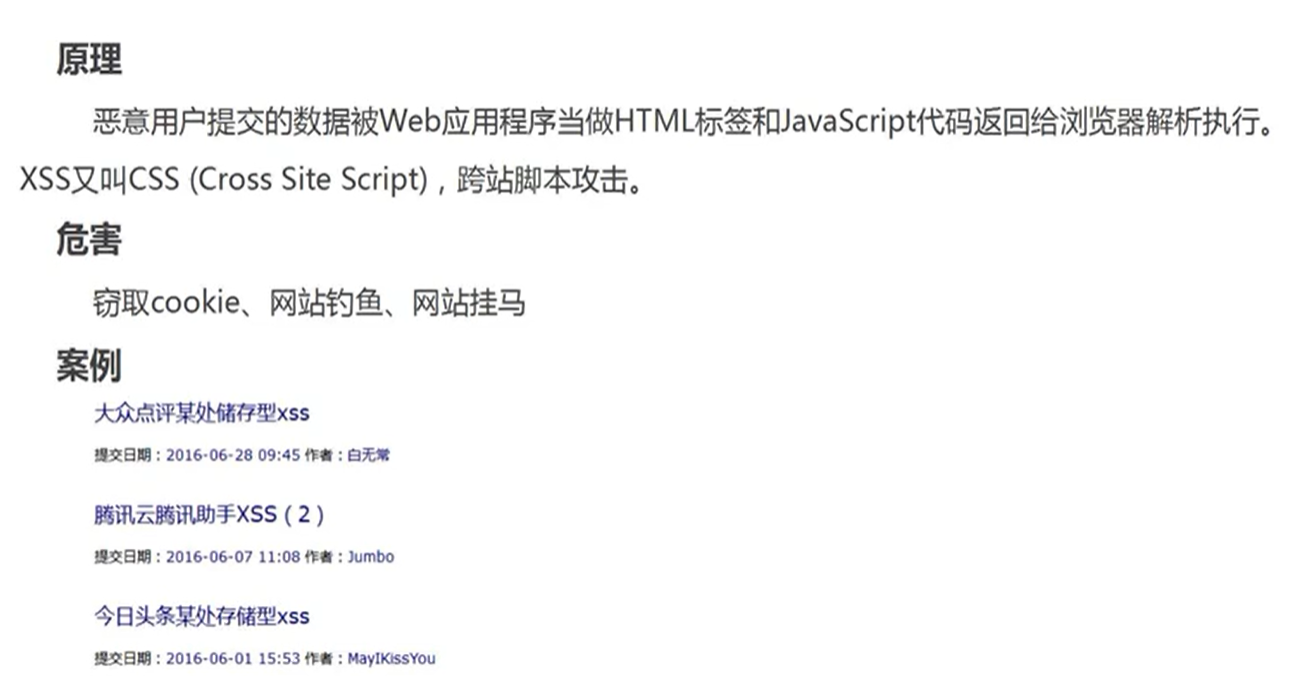 原理
恶意用户提交的数据被Web应用程序当做HTML标签和JavaScript代码返回给浏览器解析执行。
XSS又叫CSS (Cross Site Script)，跨站脚本攻击。
危害
窃取cookie、网站钓鱼、网站挂马
案例
大众点评某处储存型xss
提交日期：2016-06-28 09:45 作者：白无常
腾讯云腾讯助手XSS（2）
提交日期：2016-06-07 11:08 作者：Jumbo
今日头条某处存储型xss
提交日期：2016-06-01 15:53 作者：MayIKissYou